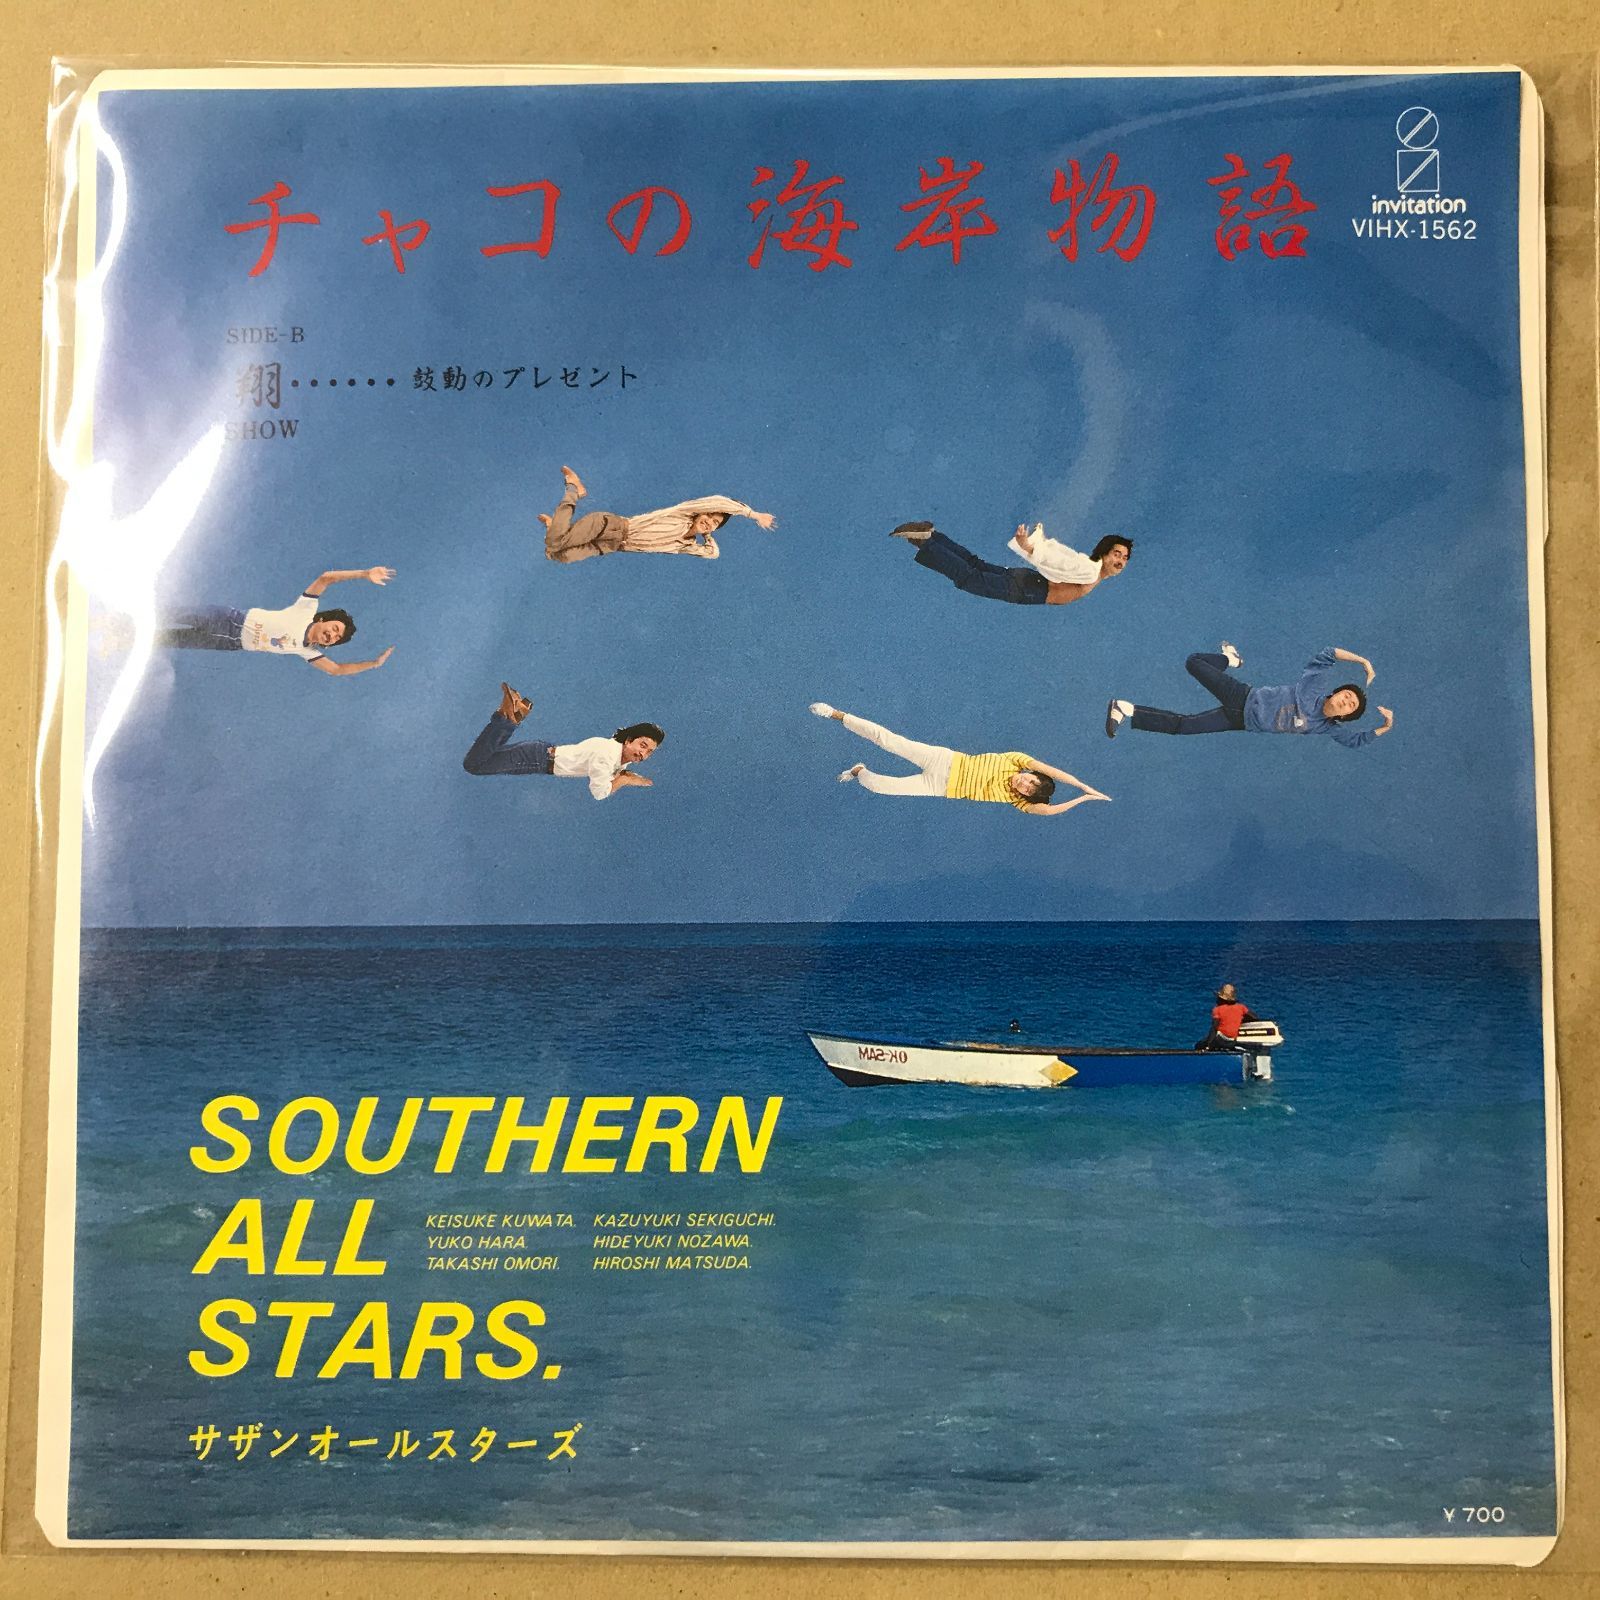 チャコの海岸物語
invitation
VIHX-1562
SIDE-B
翔······鼓動のプレゼント
SHOW
OK-SAM
SOUTHERN
ALL
STARS.
KEISUKE KUWATA. KAZUYUKI SEKIGUCHI.
YUKO HARA. HIDEYUKI NOZAWA.
TAKASHI OMORI. HIROSHI MATSUDA.
サザンオールスターズ
¥700